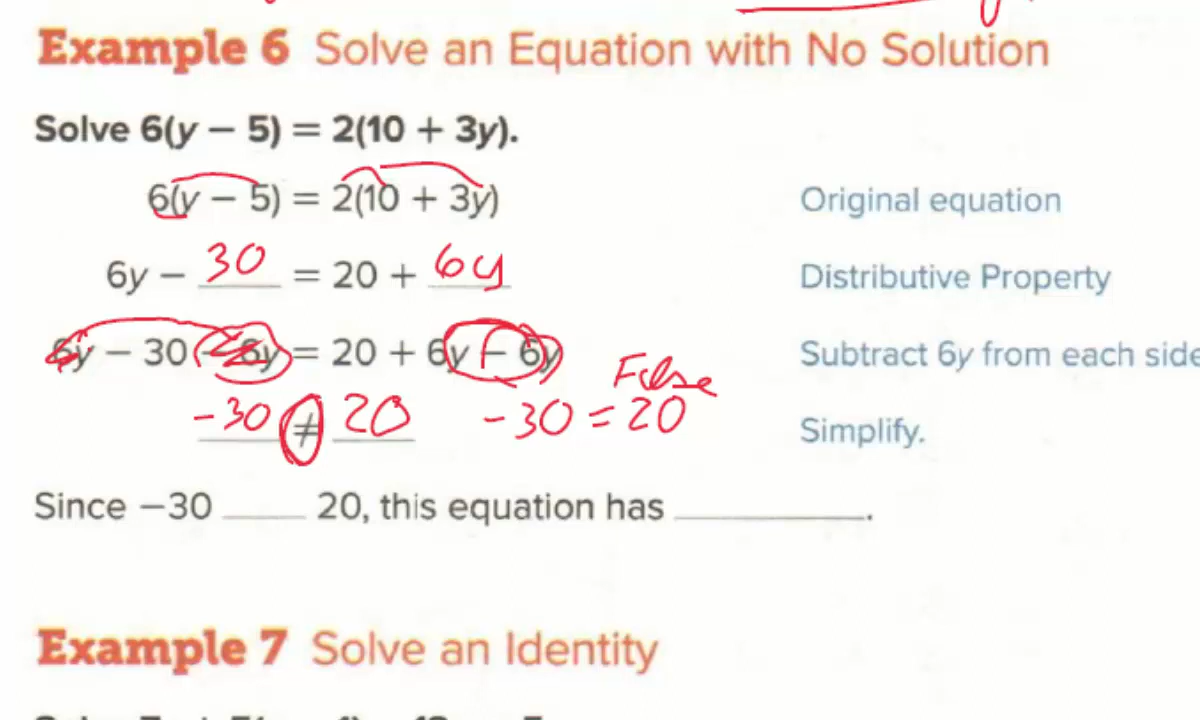 Example 6 Solve an Equation with No Solution
Solve 6(y − 5) = 2(10 + 3y).
6(y − 5) = 2(10 + 3y) Original equation
6y − 30 = 20 + 6y Distributive Property
6y − 30 − 6y = 20 + 6y − 6y Subtract 6y from each side
False
-30 ≠ 20 -30 = 20 Simplify.
Since −30 ____ 20, this equation has ________.
Example 7 Solve an Identity